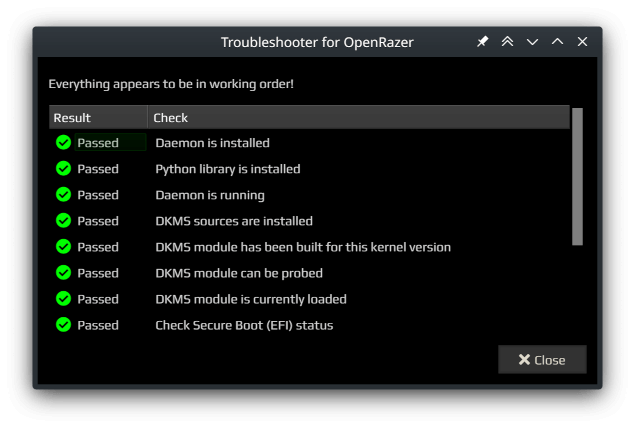 Troubleshooter for OpenRazer
Everything appears to be in working order!
Result Check
Passed Daemon is installed
Passed Python library is installed
Passed Daemon is running
Passed DKMS sources are installed
Passed DKMS module has been built for this kernel version
Passed DKMS module can be probed
Passed DKMS module is currently loaded
Passed Check Secure Boot (EFI) status
Close